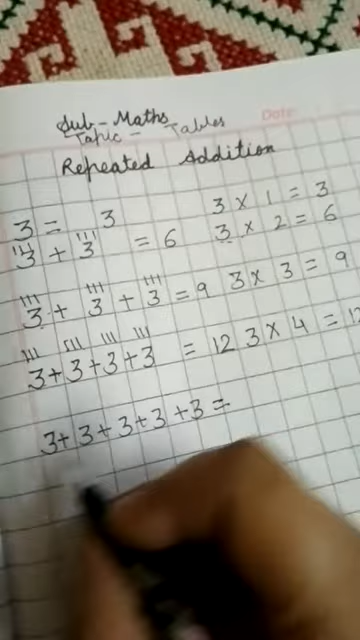 Date:
Sub - Maths
Topic - Tables
Repeated Addition
3 = 3 3 × 1 = 3
3 + 3 = 6 3 × 2 = 6
3 + 3 + 3 = 9 3 × 3 = 9
3 + 3 + 3 + 3 = 12 3 × 4 = 12
3 + 3 + 3 + 3 + 3 =